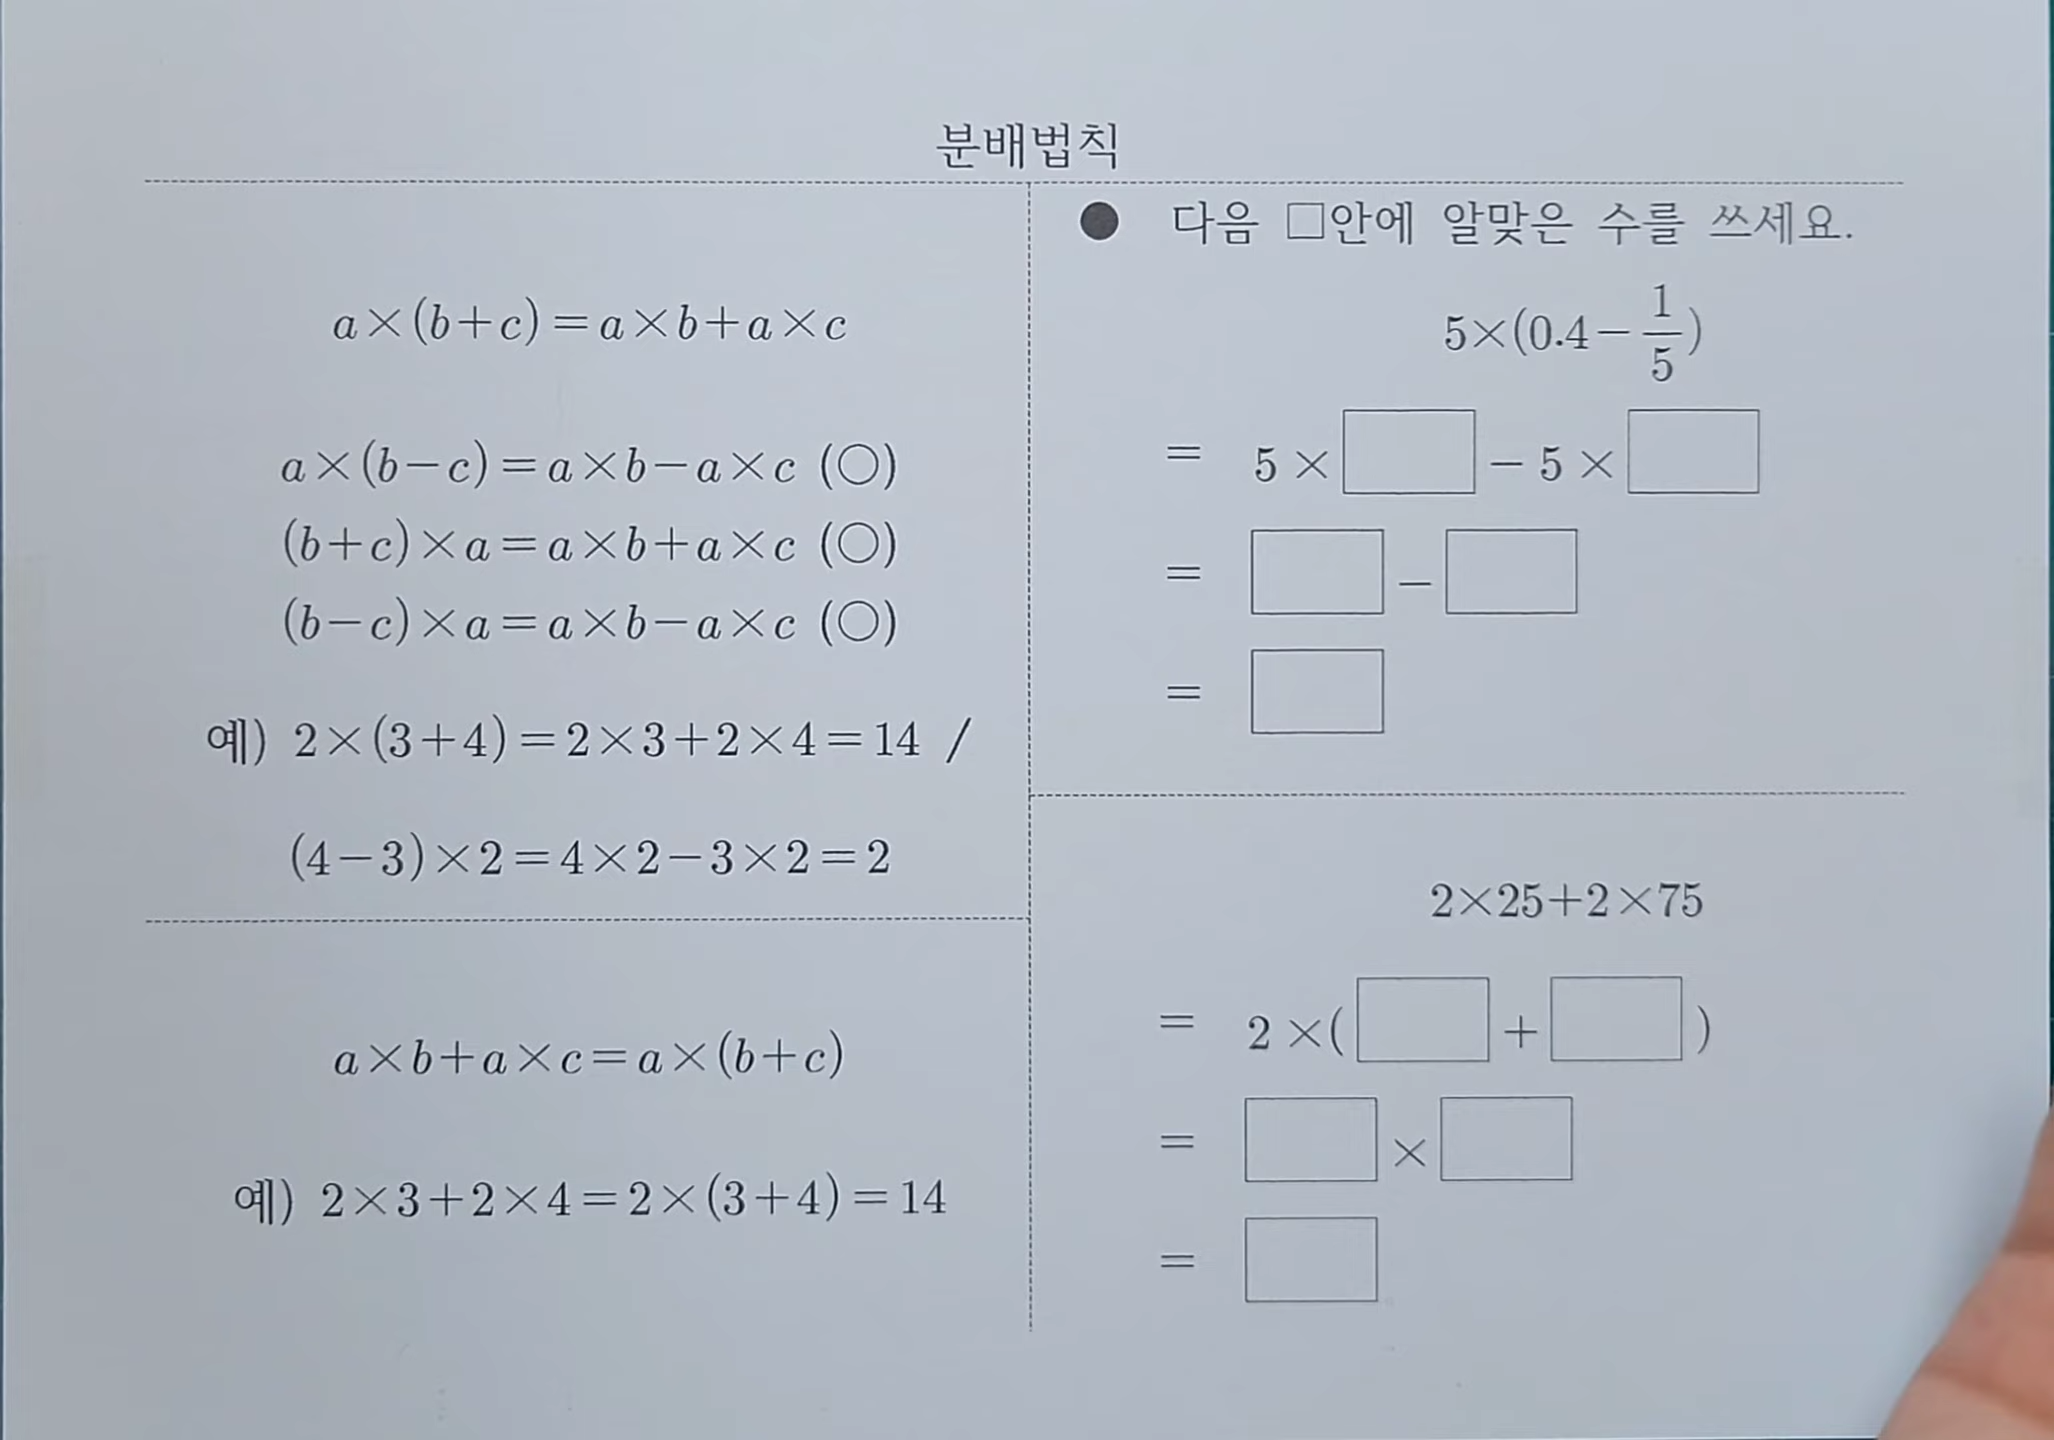 분배법칙
a×(b+c)=a×b+a×c
a×(b−c)=a×b−a×c (○)
(b+c)×a=a×b+a×c (○)
(b−c)×a=a×b−a×c (○)
예) 2×(3+4)=2×3+2×4=14 /
(4−3)×2=4×2−3×2=2
a×b+a×c=a×(b+c)
예) 2×3+2×4=2×(3+4)=14
● 다음 □안에 알맞은 수를 쓰세요.
5×(0.4−1/5)
= 5×□−5×□
= □−□
= □
2×25+2×75
= 2×(□+□)
= □×□
= □